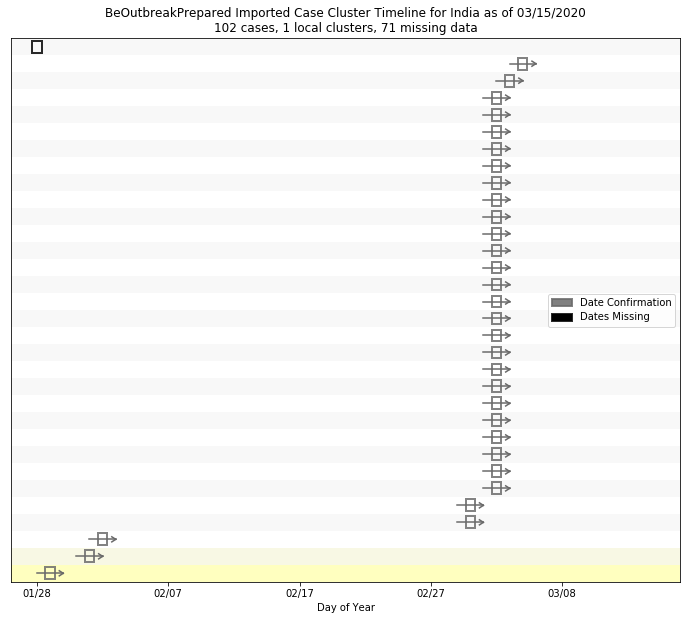 BeOutbreakPrepared Imported Case Cluster Timeline for India as of 03/15/2020
102 cases, 1 local clusters, 71 missing data
Date Confirmation
Dates Missing
01/28 02/07 02/17 02/27 03/08
Day of Year